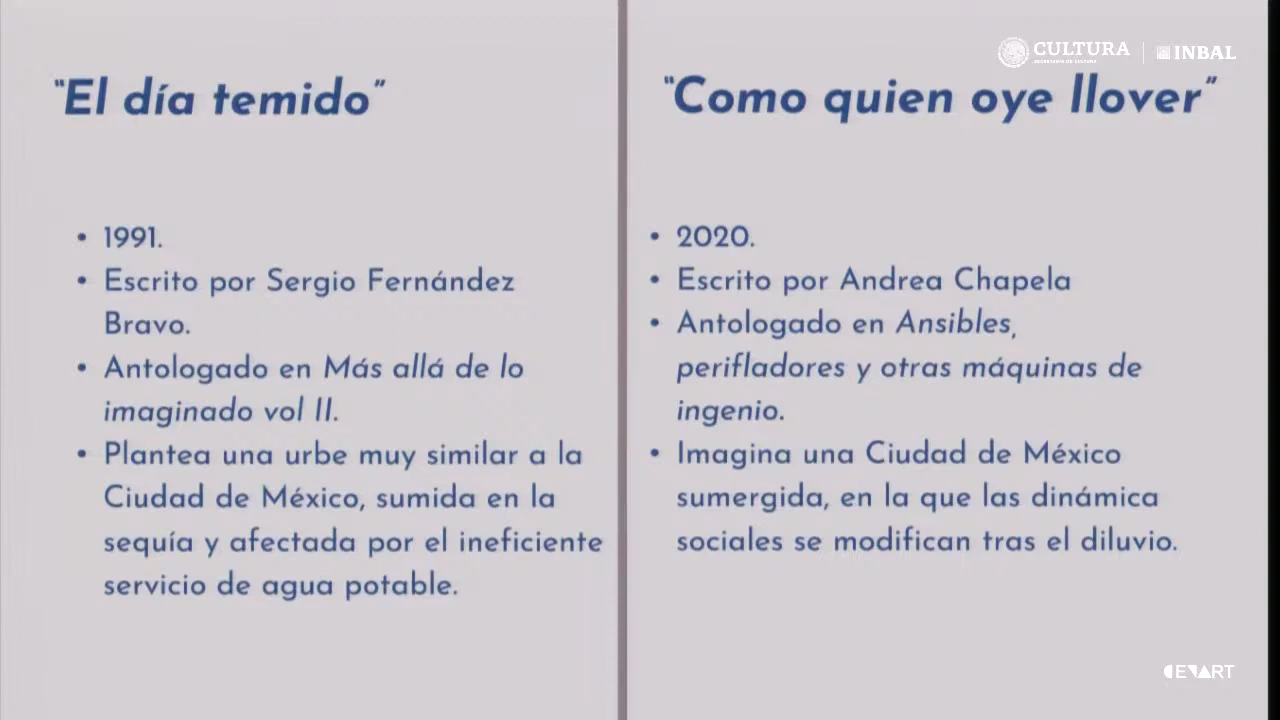 CULTURA
SECRETARÍA DE CULTURA
INBAL
“El día temido”
• 1991.
• Escrito por Sergio Fernández
Bravo.
• Antologado en Más allá de lo
imaginado vol II.
• Plantea una urbe muy similar a la
Ciudad de México, sumida en la
sequía y afectada por el ineficiente
servicio de agua potable.
“Como quien oye llover”
• 2020.
• Escrito por Andrea Chapela
• Antologado en Ansibles,
perifladores y otras máquinas de
ingenio.
• Imagina una Ciudad de México
sumergida, en la que las dinámica
sociales se modifican tras el diluvio.
CENART